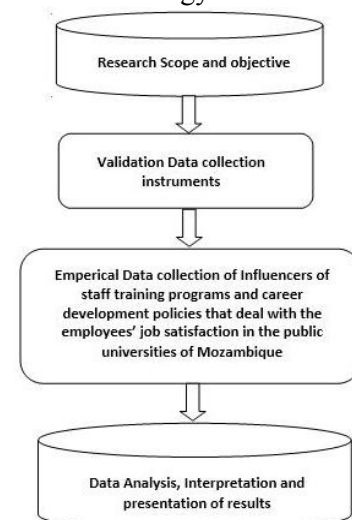 Research Scope and objective
Validation Data collection
instruments
Emperical Data collection of Influencers of
staff training programs and career
development policies that deal with the
employees' job satisfaction in the public
universities of Mozambique
Data Analysis, Interpretation and
presentation of results